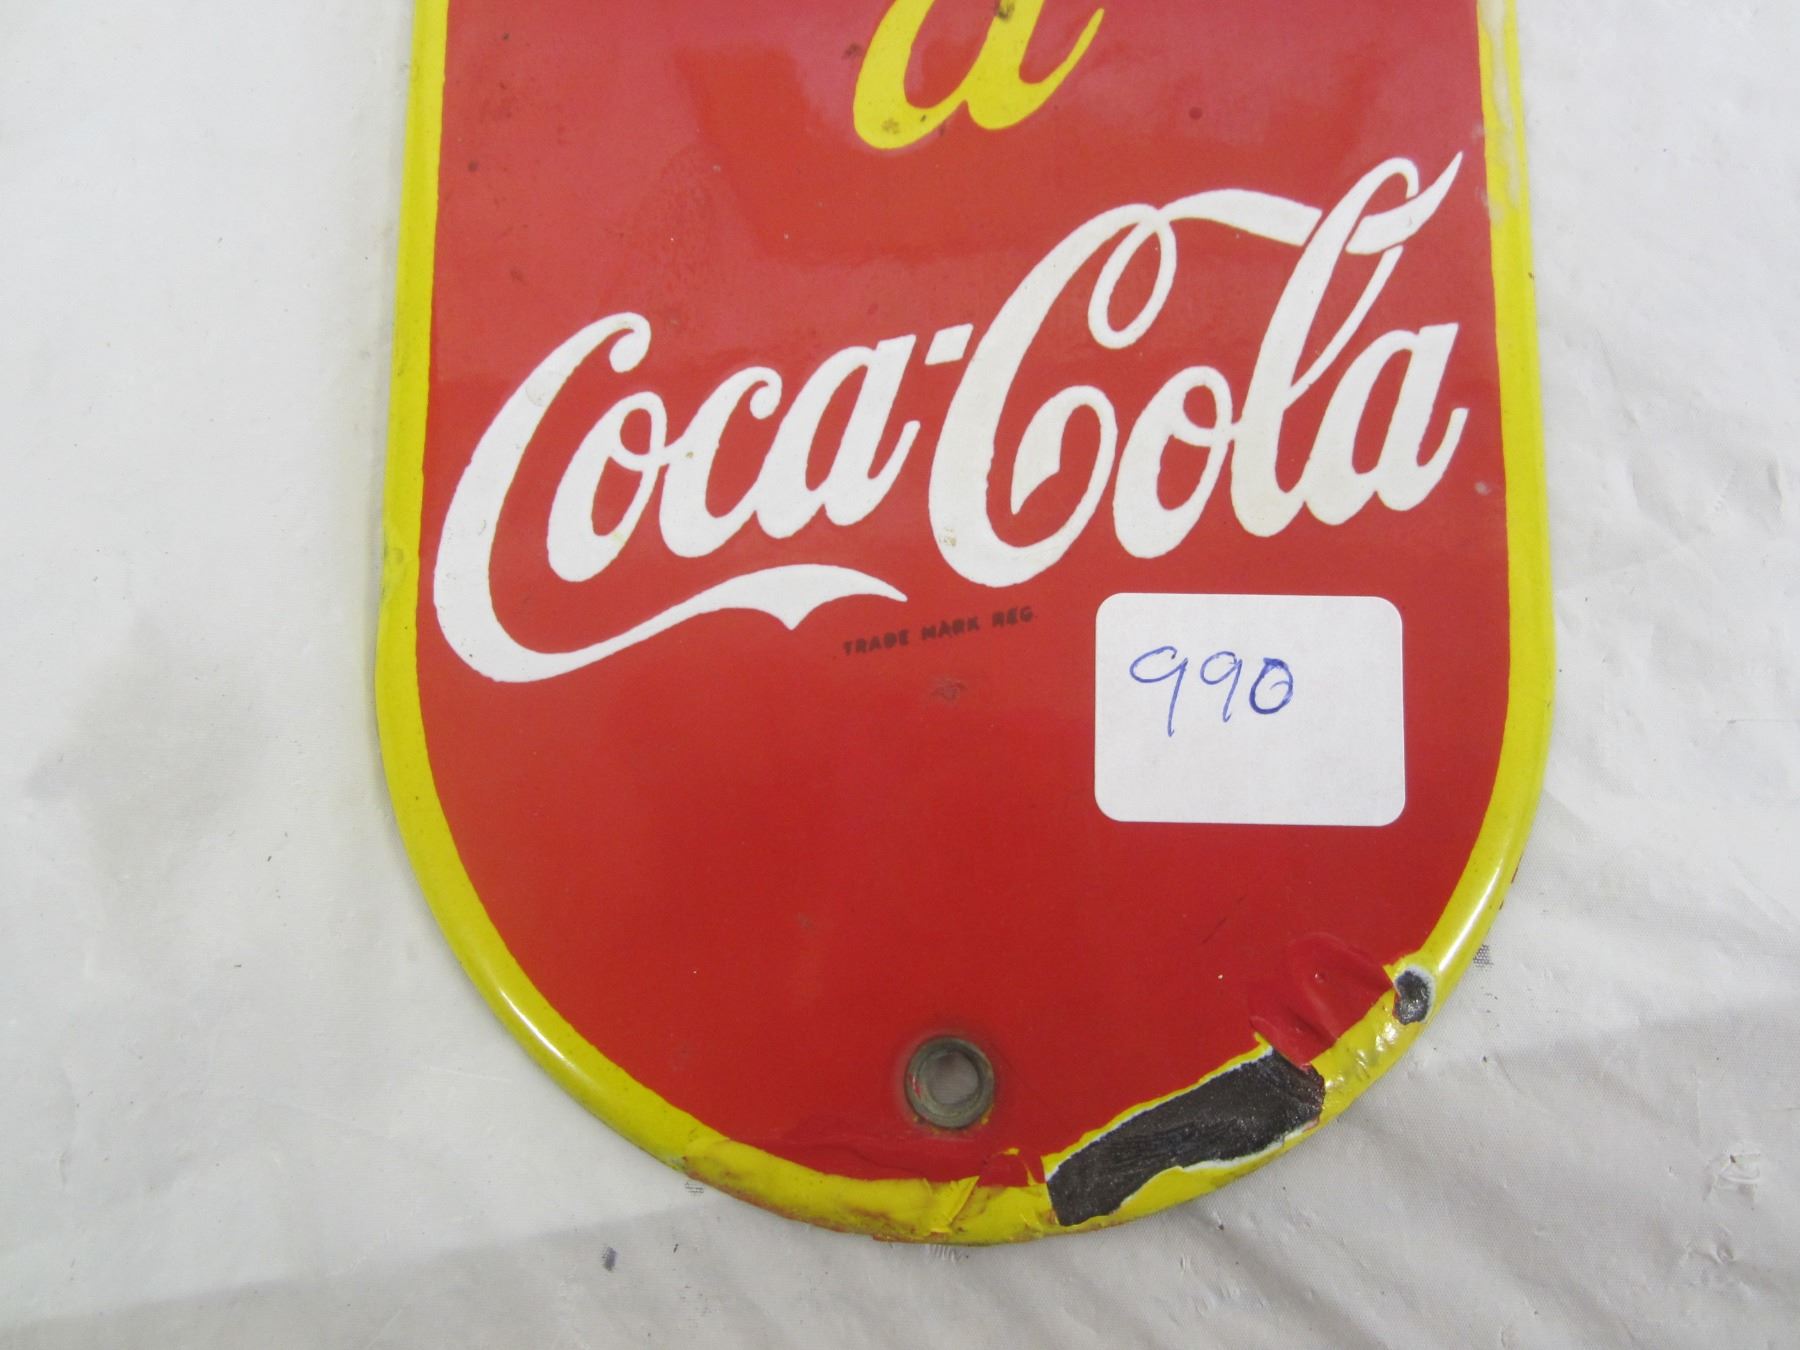 a
Coca-Cola
TRADE MARK REG
990